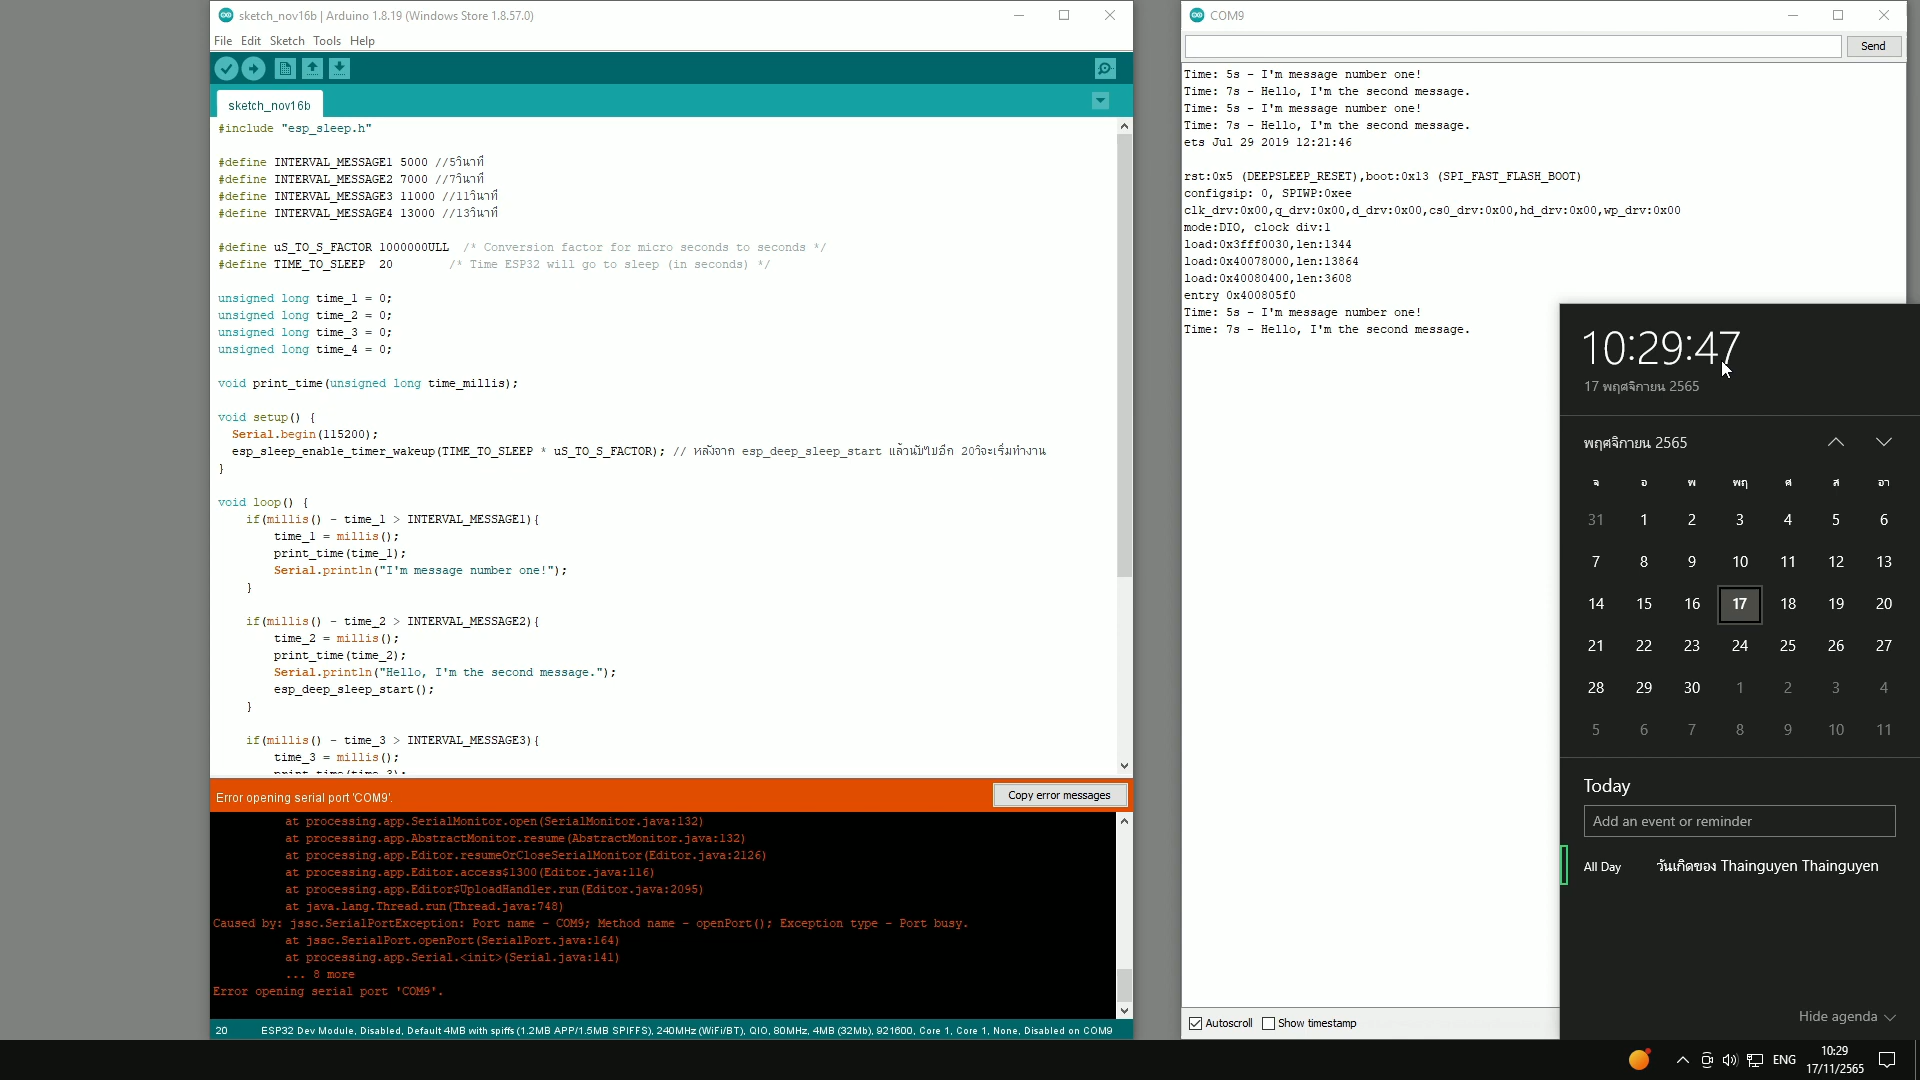 sketch_nov16b | Arduino 1.8.19 (Windows Store 1.8.57.0)
File Edit Sketch Tools Help
sketch_nov16b
#include "esp_sleep.h"
#define INTERVAL_MESSAGE1 5000 //5วินาที
#define INTERVAL_MESSAGE2 7000 //7วินาที
#define INTERVAL_MESSAGE3 11000 //11วินาที
#define INTERVAL_MESSAGE4 13000 //13วินาที
#define uS_TO_S_FACTOR 1000000ULL /* Conversion factor for micro seconds to seconds */
#define TIME_TO_SLEEP 20 /* Time ESP32 will go to sleep (in seconds) */
unsigned long time_1 = 0;
unsigned long time_2 = 0;
unsigned long time_3 = 0;
unsigned long time_4 = 0;
void print_time(unsigned long time_millis);
void setup() {
Serial.begin(115200);
esp_sleep_enable_timer_wakeup(TIME_TO_SLEEP * uS_TO_S_FACTOR); // หลังจาก esp_deep_sleep_start แล้วนับไปอีก 20วิจะเริ่มทำงาน
}
void loop() {
if(millis() - time_1 > INTERVAL_MESSAGE1){
time_1 = millis();
print_time(time_1);
Serial.println("I'm message number one!");
}
if(millis() - time_2 > INTERVAL_MESSAGE2){
time_2 = millis();
print_time(time_2);
Serial.println("Hello, I'm the second message.");
esp_deep_sleep_start();
}
if(millis() - time_3 > INTERVAL_MESSAGE3){
time_3 = millis();
print_time(time_3);
Error opening serial port 'COM9'.
Copy error messages
at processing.app.SerialMonitor.open(SerialMonitor.java:132)
at processing.app.AbstractMonitor.resume(AbstractMonitor.java:132)
at processing.app.Editor.resumeOrCloseSerialMonitor(Editor.java:2126)
at processing.app.Editor.access$1300(Editor.java:116)
at processing.app.Editor$UploadHandler.run(Editor.java:2095)
at java.lang.Thread.run(Thread.java:748)
Caused by: jssc.SerialPortException: Port name - COM9; Method name - openPort(); Exception type - Port busy.
at jssc.SerialPort.openPort(SerialPort.java:164)
at processing.app.Serial.<init>(Serial.java:141)
... 8 more
Error opening serial port 'COM9'.
20 ESP32 Dev Module, Disabled, Default 4MB with spiffs (1.2MB APP/1.5MB SPIFFS), 240MHz (WiFi/BT), QIO, 80MHz, 4MB (32Mb), 921600, Core 1, Core 1, None, Disabled on COM9
COM9
Send
Time: 5s - I'm message number one!
Time: 7s - Hello, I'm the second message.
Time: 5s - I'm message number one!
Time: 7s - Hello, I'm the second message.
ets Jul 29 2019 12:21:46
rst:0x5 (DEEPSLEEP_RESET),boot:0x13 (SPI_FAST_FLASH_BOOT)
configsip: 0, SPIWP:0xee
clk_drv:0x00,q_drv:0x00,d_drv:0x00,cs0_drv:0x00,hd_drv:0x00,wp_drv:0x00
mode:DIO, clock div:1
load:0x3fff0030,len:1344
load:0x40078000,len:13864
load:0x40080400,len:3608
entry 0x400805f0
Time: 5s - I'm message number one!
Time: 7s - Hello, I'm the second message.
Autoscroll Show timestamp
10:29:47
17 พฤศจิกายน 2565
พฤศจิกายน 2565
จ อ พ พฤ ศ ส อา
31 1 2 3 4 5 6
7 8 9 10 11 12 13
14 15 16 17 18 19 20
21 22 23 24 25 26 27
28 29 30 1 2 3 4
5 6 7 8 9 10 11
Today
Add an event or reminder
All Day วันเกิดของ Thainguyen Thainguyen
Hide agenda
ENG
10:29
17/11/2565